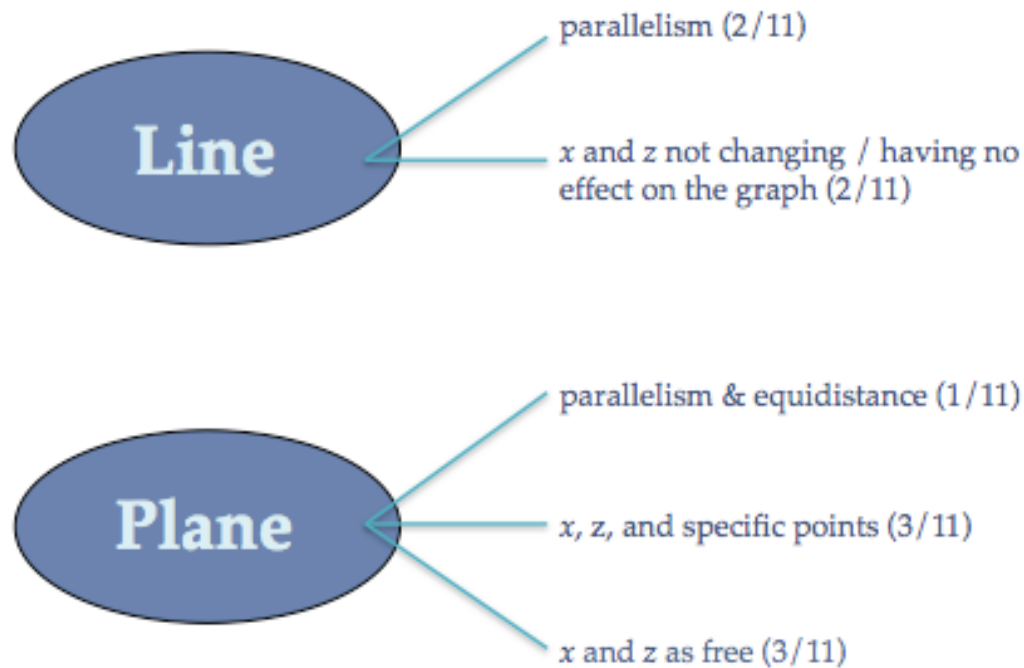 Line
parallelism (2/11)
x and z not changing / having no
effect on the graph (2/11)
Plane
parallelism & equidistance (1/11)
x, z, and specific points (3/11)
x and z as free (3/11)